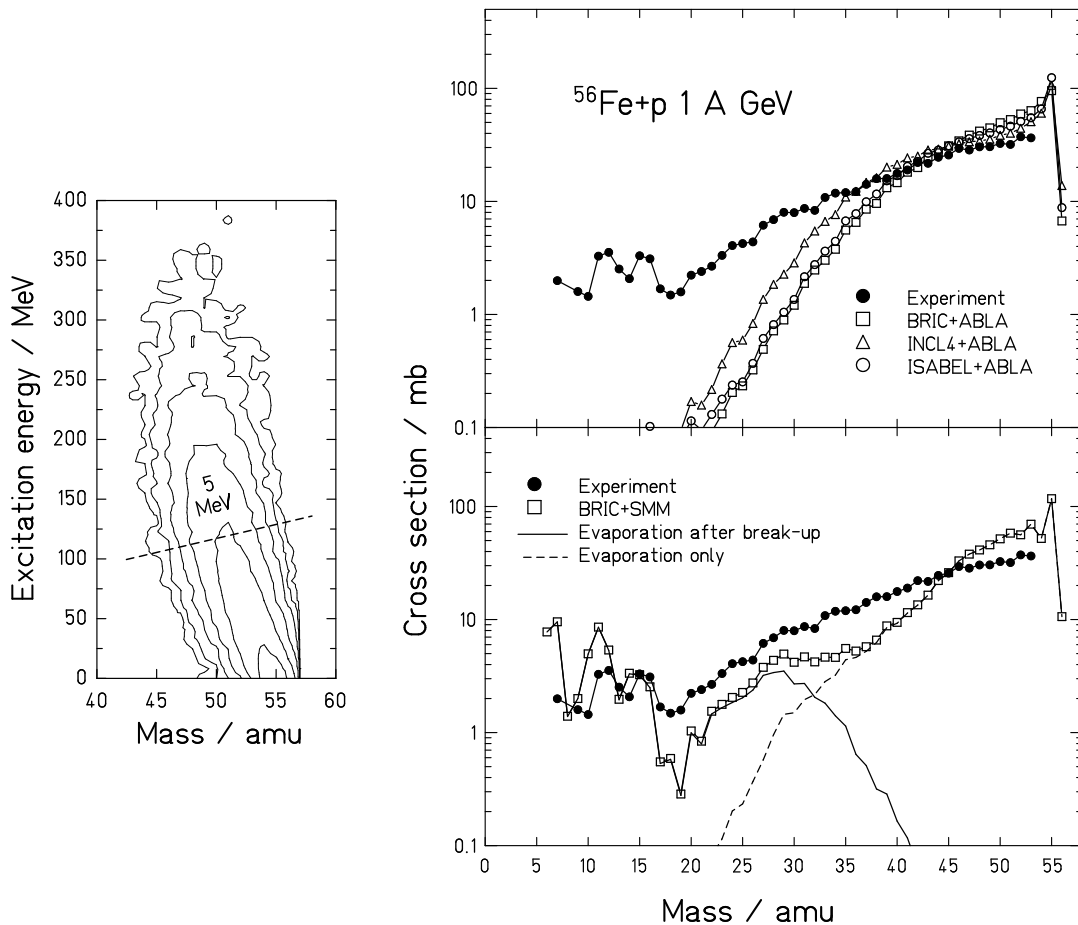 400
350
300
250
200
150
100
50
0
40
45
50
55
60
Excitation energy / MeV
Mass / amu
5
MeV
⁵⁶Fe+p 1 A GeV
100
10
1
0.1
Experiment
BRIC+ABLA
INCL4+ABLA
ISABEL+ABLA
Cross section / mb
Experiment
BRIC+SMM
Evaporation after break-up
Evaporation only
100
10
1
0.1
0
5
10
15
20
25
30
35
40
45
50
55
Mass / amu